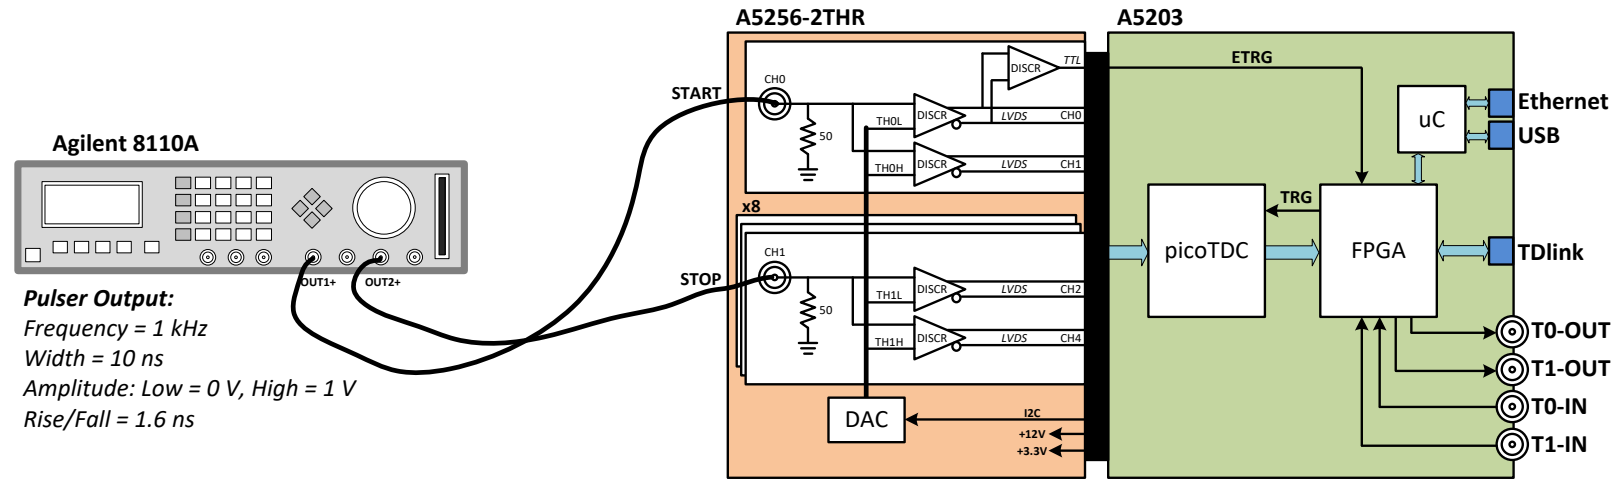 A5256-2THR
A5203
Agilent 8110A
OUT1+
OUT2+
Pulser Output:
Frequency = 1 kHz
Width = 10 ns
Amplitude: Low = 0 V, High = 1 V
Rise/Fall = 1.6 ns
START
STOP
CH0
50
TH0L
TH0H
DISCR
TTL
DISCR
LVDS
CH0
DISCR
LVDS
CH1
x8
CH1
50
TH1L
TH1H
DISCR
LVDS
CH2
DISCR
LVDS
CH4
DAC
I2C
+12V
+3.3V
ETRG
uC
Ethernet
USB
TRG
picoTDC
FPGA
TDlink
T0-OUT
T1-OUT
T0-IN
T1-IN